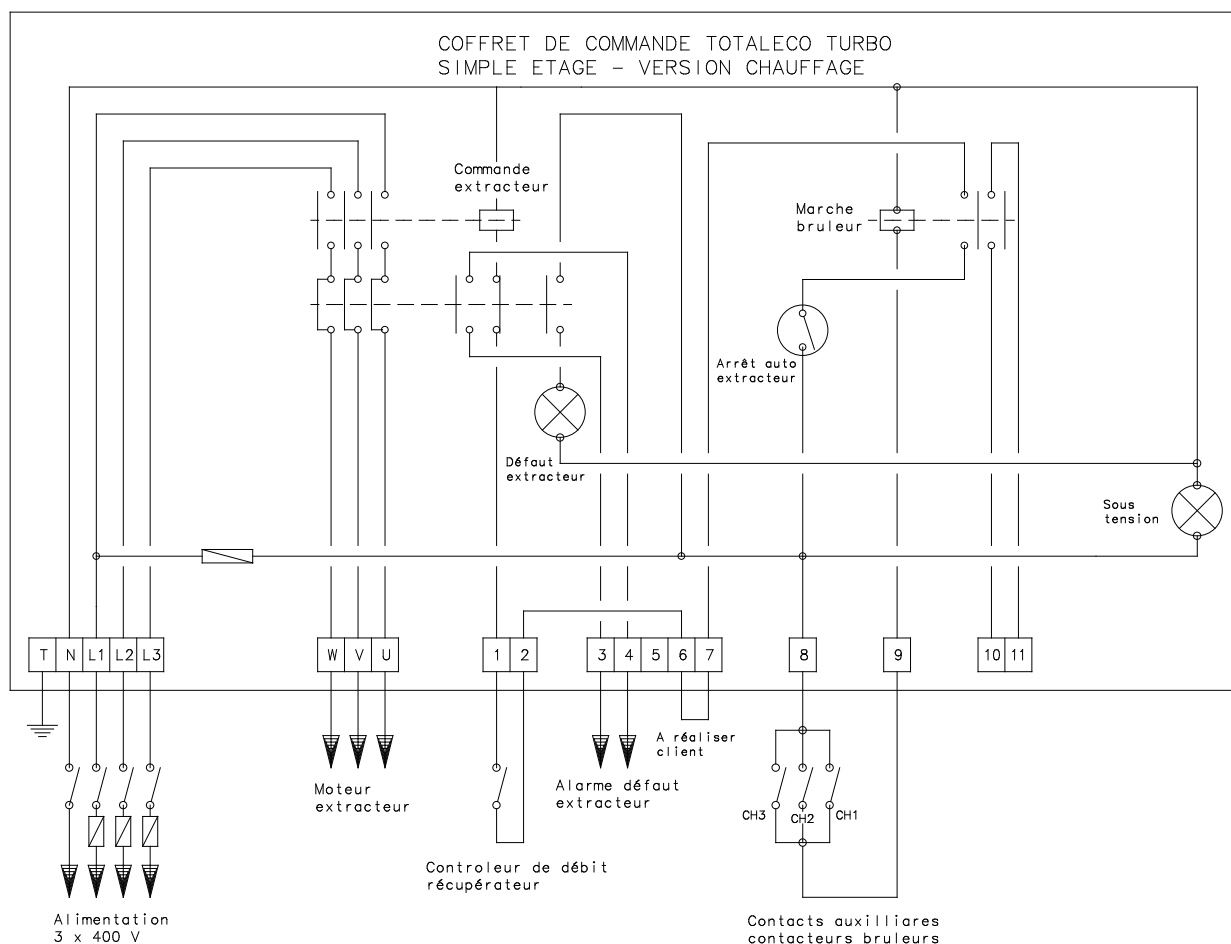 COFFRET DE COMMANDE TOTALECO TURBO
SIMPLE ETAGE - VERSION CHAUFFAGE
Commande
extracteur
Marche
bruleur
Arrêt auto
extracteur
Défaut
extracteur
Sous
tension
T N L1 L2 L3 W V U 1 2 3 4 5 6 7 8 9 10 11
A réaliser
client
Moteur
extracteur
Alarme défaut
extracteur
CH3 CH2 CH1
Controleur de débit
récupérateur
Alimentation
3 x 400 V
Contacts auxilliares
contacteurs bruleurs